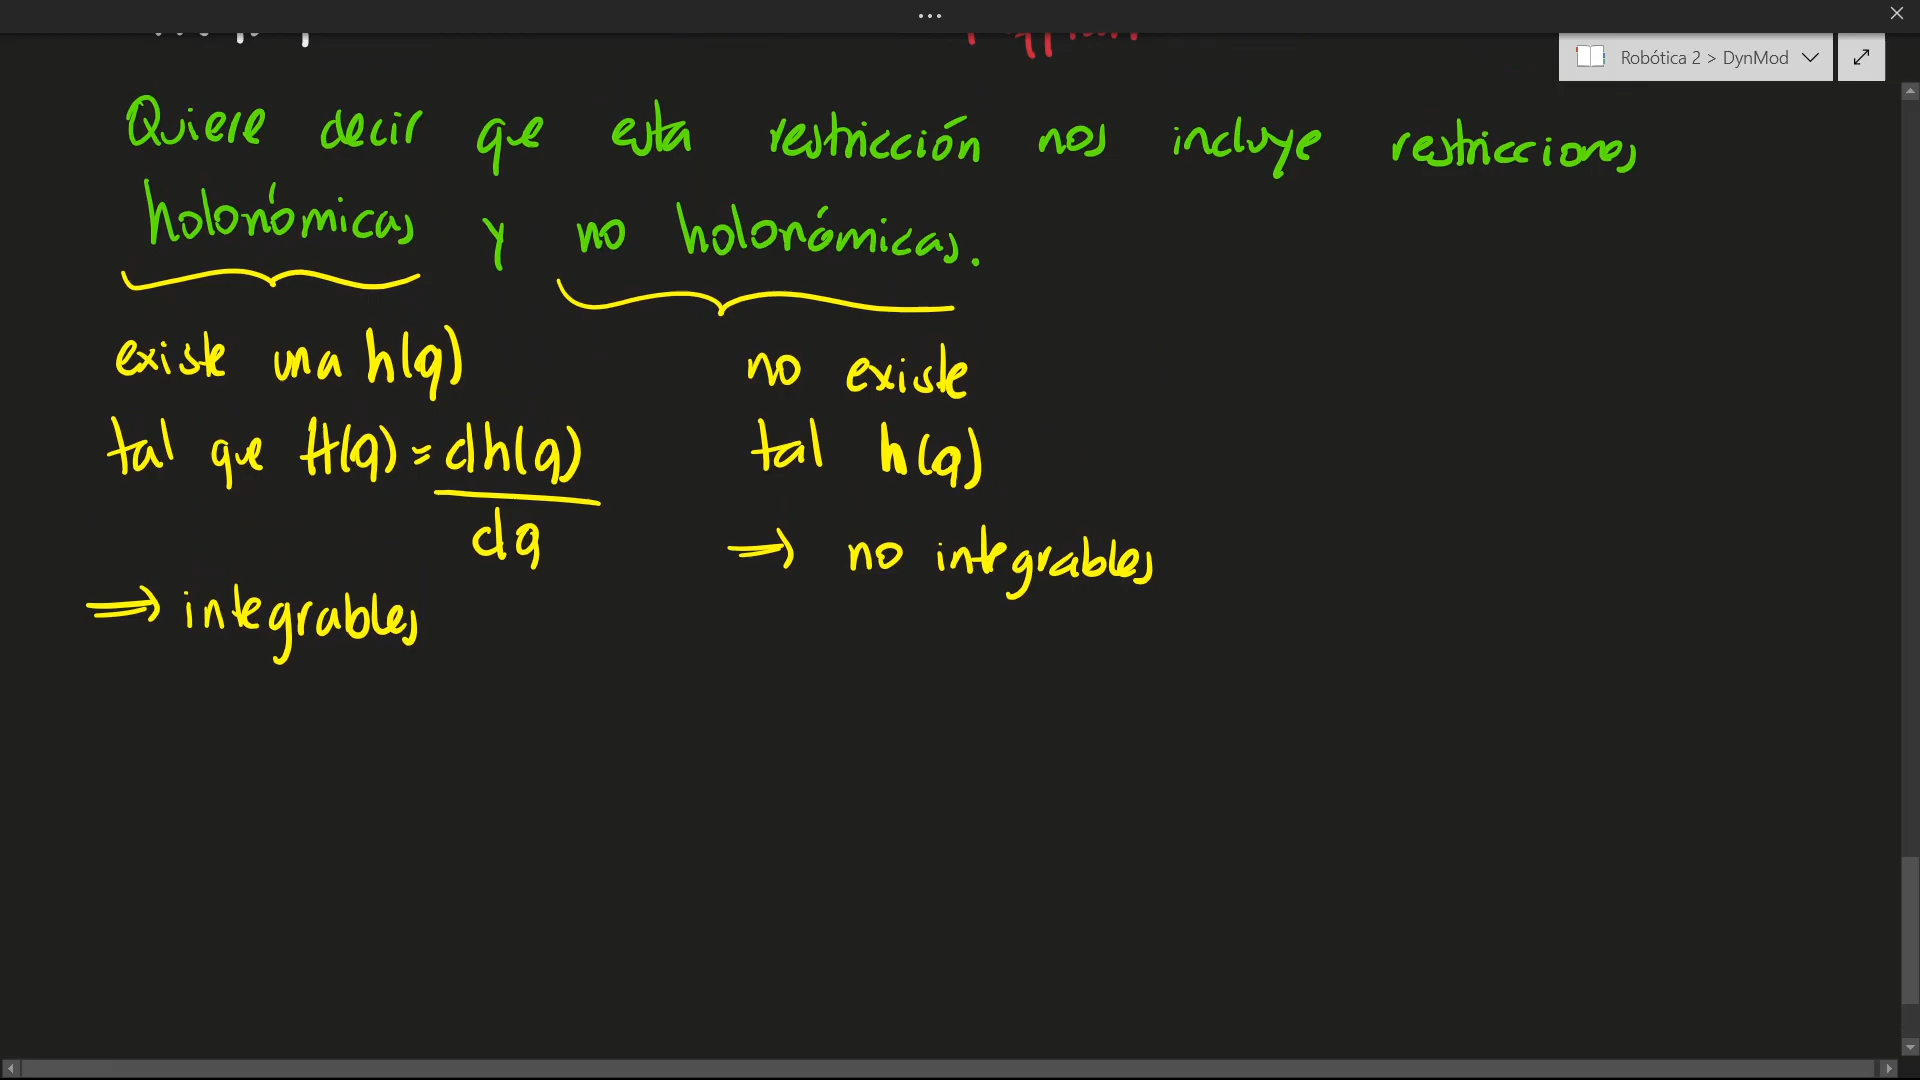 Robótica 2 > DynMod
Quiere decir que esta restricción nos incluye restricciones
holonómicas y no holonómicas.
existe una h(q)
tal que H(q) = dh(q)
dq
⇒ integrables
no existe
tal h(q)
⇒ no integrables